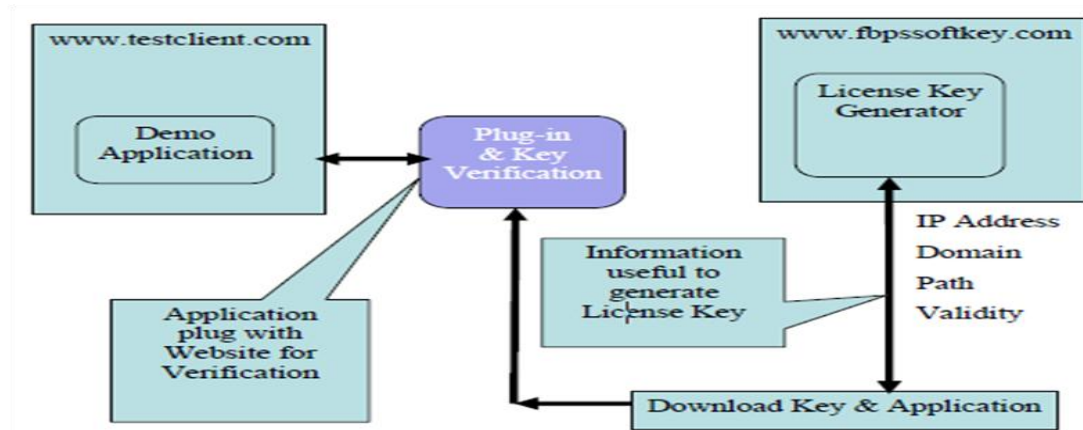 www.testclient.com
Demo
Application
Plug-in
& Key
Verification
www.fbpssoftkey.com
License Key
Generator
IP Address
Domain
Path
Validity
Information
useful to
generate
License Key
Application
plug with
Website for
Verification
Download Key & Application